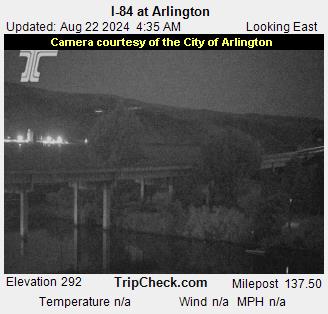 I-84 at Arlington
Updated: Aug 22 2024 4:35 AM Looking East
Camera courtesy of the City of Arlington
Elevation 292 TripCheck.com Milepost 137.50
Temperature n/a Wind n/a MPH n/a